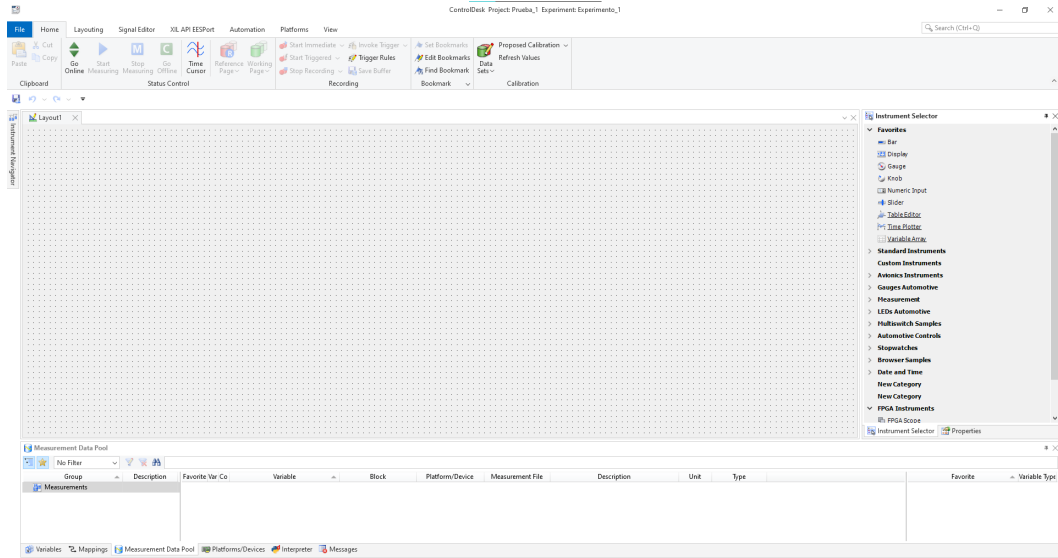 ControlDesk Project: Prueba_1 Experiment: Experimento_1
File Home Layouting Signal Editor XIL API EESPort Automation Platforms View
Search (Ctrl+Q)
Paste
Cut
Copy
Clipboard
Go Online
Start Measuring
Stop Measuring
Go Offline
Time Cursor
Reference Page
Working Page
Status Control
Start Immediate
Start Triggered
Stop Recording
Invoke Trigger
Trigger Rules
Save Buffer
Recording
Set Bookmarks
Edit Bookmarks
Find Bookmark
Bookmark
Data Sets
Proposed Calibration
Refresh Values
Calibration
Instrument Navigator
Layout1
Instrument Selector
Favorites
Bar
Display
Gauge
Knob
Numeric Input
Slider
Table Editor
Time Plotter
Variable Array
Standard Instruments
Custom Instruments
Avionics Instruments
Gauges Automotive
Measurement
LEDs Automotive
Multiswitch Samples
Automotive Controls
Stopwatches
Browser Samples
Date and Time
New Category
New Category
FPGA Instruments
FPGA Scope
Instrument Selector Properties
Measurement Data Pool
No Filter
Group Description Favorite Var Co Variable Block Platform/Device Measurement File Description Unit Type Favorite Variable Type
Measurements
Variables Mappings Measurement Data Pool Platforms/Devices Interpreter Messages